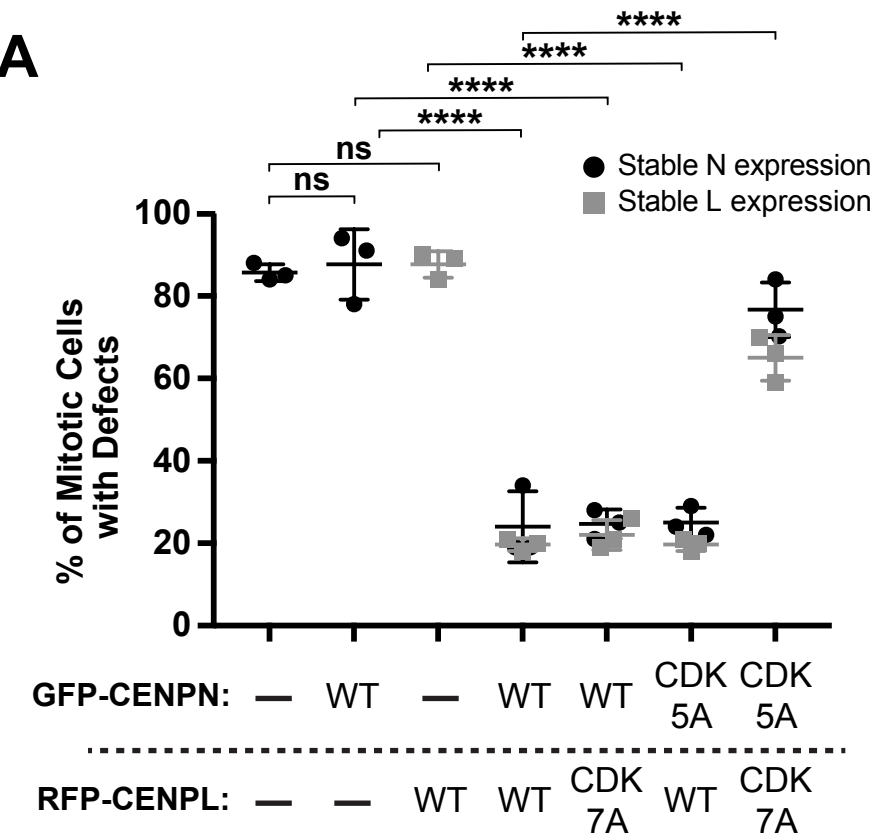 A
****
****
****
****
ns
ns
Stable N expression
Stable L expression
% of Mitotic Cells
with Defects
100
80
60
40
20
0
GFP-CENPN: — WT — WT WT CDK 5A CDK 5A
RFP-CENPL: — — WT WT CDK 7A WT CDK 7A